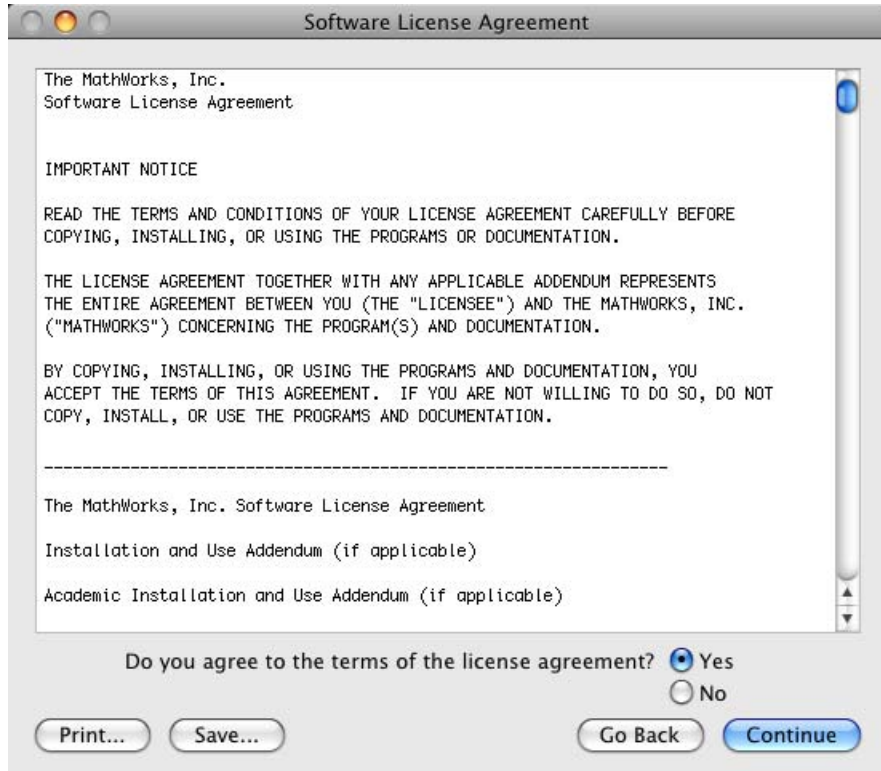 Software License Agreement
The MathWorks, Inc.
Software License Agreement
IMPORTANT NOTICE
READ THE TERMS AND CONDITIONS OF YOUR LICENSE AGREEMENT CAREFULLY BEFORE
COPYING, INSTALLING, OR USING THE PROGRAMS OR DOCUMENTATION.
THE LICENSE AGREEMENT TOGETHER WITH ANY APPLICABLE ADDENDUM REPRESENTS
THE ENTIRE AGREEMENT BETWEEN YOU (THE "LICENSEE") AND THE MATHWORKS, INC.
("MATHWORKS") CONCERNING THE PROGRAM(S) AND DOCUMENTATION.
BY COPYING, INSTALLING, OR USING THE PROGRAMS AND DOCUMENTATION, YOU
ACCEPT THE TERMS OF THIS AGREEMENT.  IF YOU ARE NOT WILLING TO DO SO, DO NOT
COPY, INSTALL, OR USE THE PROGRAMS AND DOCUMENTATION.
-----------------------------------------------------------------
The MathWorks, Inc. Software License Agreement
Installation and Use Addendum (if applicable)
Academic Installation and Use Addendum (if applicable)
Do you agree to the terms of the license agreement? Yes
No
Print... Save... Go Back Continue